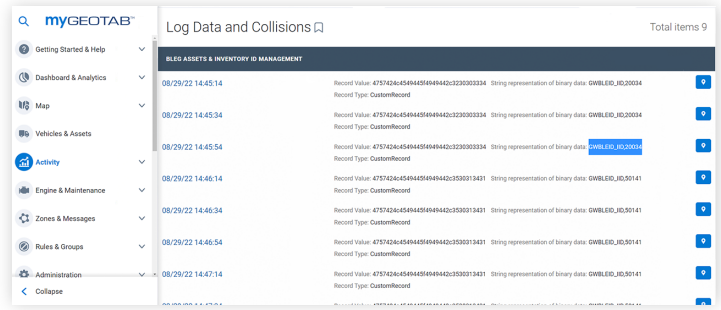 myGEOTAB™
Log Data and Collisions
Total items 9
Getting Started & Help
Dashboard & Analytics
Map
Vehicles & Assets
Activity
Engine & Maintenance
Zones & Messages
Rules & Groups
Administration
Collapse
BLEG ASSETS & INVENTORY ID MANAGEMENT
08/29/22 14:45:14
Record Value: 4757424c4549445f4949442c3230303334 String representation of binary data: GWBLEID_IID,20034
Record Type: CustomRecord
08/29/22 14:45:34
Record Value: 4757424c4549445f4949442c3230303334 String representation of binary data: GWBLEID_IID,20034
Record Type: CustomRecord
08/29/22 14:45:54
Record Value: 4757424c4549445f4949442c3230303334 String representation of binary data: GWBLEID_IID,20034
Record Type: CustomRecord
08/29/22 14:46:14
Record Value: 4757424c4549445f4949442c3530313431 String representation of binary data: GWBLEID_IID,50141
Record Type: CustomRecord
08/29/22 14:46:34
Record Value: 4757424c4549445f4949442c3530313431 String representation of binary data: GWBLEID_IID,50141
Record Type: CustomRecord
08/29/22 14:46:54
Record Value: 4757424c4549445f4949442c3530313431 String representation of binary data: GWBLEID_IID,50141
Record Type: CustomRecord
08/29/22 14:47:14
Record Value: 4757424c4549445f4949442c3530313431 String representation of binary data: GWBLEID_IID,50141
Record Type: CustomRecord